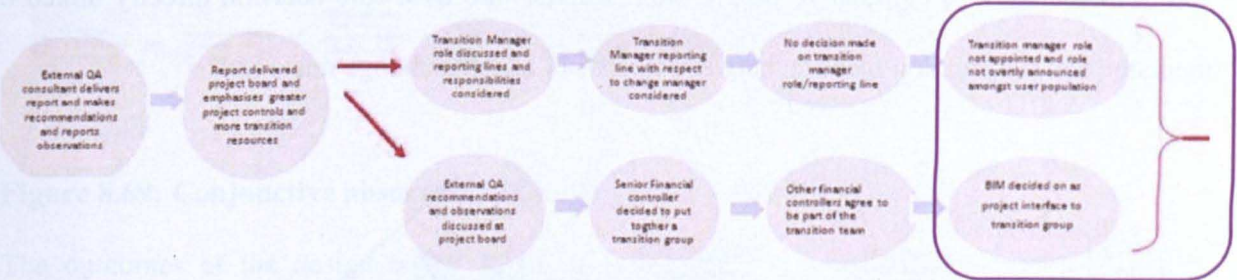 External QA
consultant delivers
report and makes
recommendations
and reports
observations
Report delivered
project board and
emphasises greater
project controls and
more transition
resources
Transition Manager
role discussed and
reporting lines and
responsibilities
considered
Transition
Manager reporting
line with respect
to change manager
considered
No decision made
on transition
manager
role/reporting line
Transition manager role
not appointed and role
not overtly announced
amongst user population
External QA
recommendations
and observations
discussed at
project board
Senior Financial
controller
decided to put
togther a
transition group
Other financial
controllers agree to
be part of the
transition team
BIM decided on as
project interface to
transition group